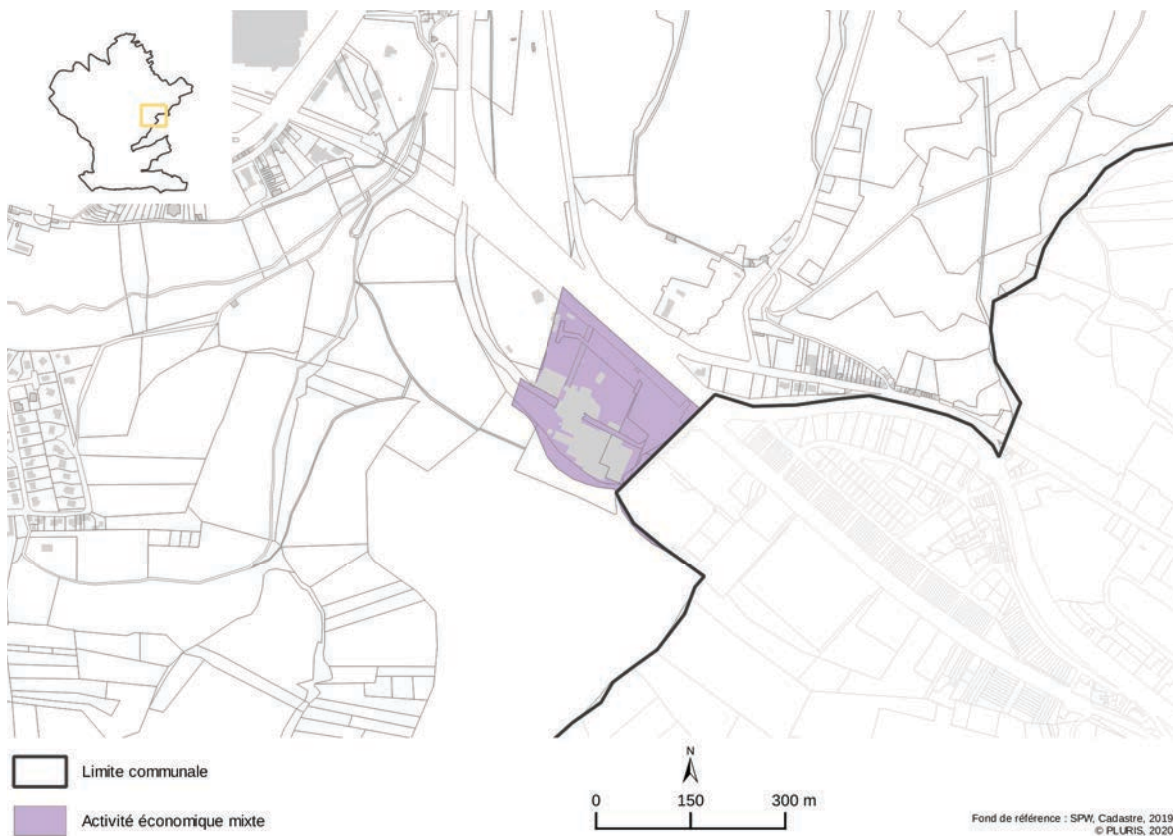 Limite communale
Activité économique mixte
N
0 150 300 m
Fond de référence : SPW, Cadastre, 2019
© PLURIS, 2020